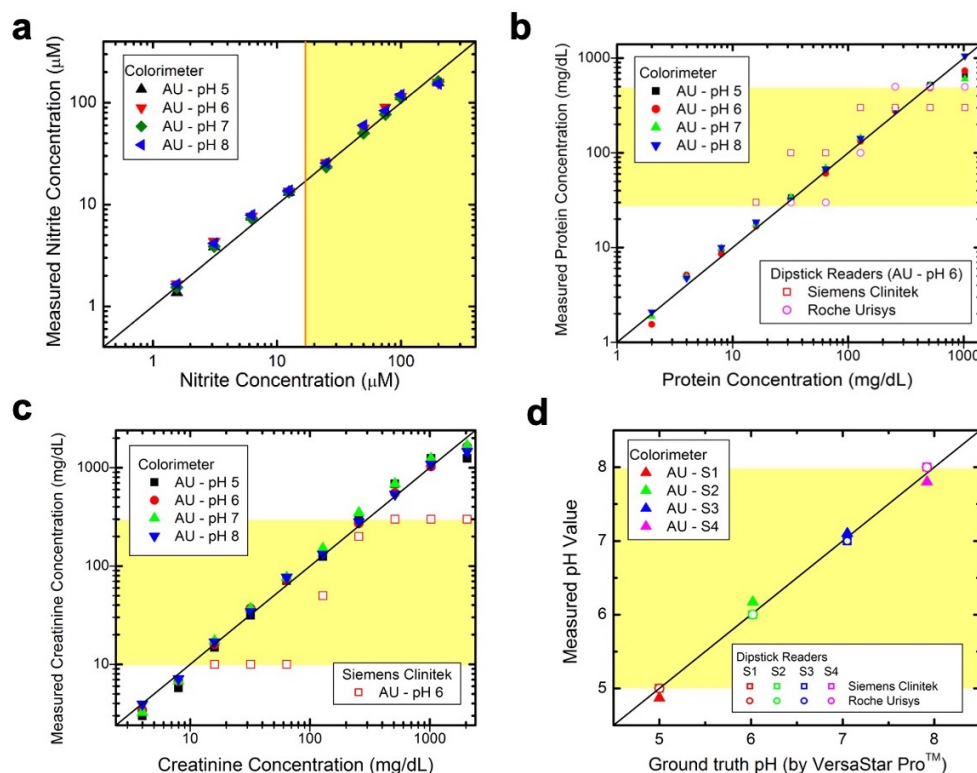 a
Measured Nitrite Concentration (μM)
100
10
1
Colorimeter
AU - pH 5
AU - pH 6
AU - pH 7
AU - pH 8
1 10 100
Nitrite Concentration (μM)
b
Measured Protein Concentration (mg/dL)
1000
100
10
1
Colorimeter
AU - pH 5
AU - pH 6
AU - pH 7
AU - pH 8
Dipstick Readers (AU - pH 6)
Siemens Clinitek
Roche Urisys
1 10 100 1000
Protein Concentration (mg/dL)
c
Measured Creatinine Concentration (mg/dL)
1000
100
10
Colorimeter
AU - pH 5
AU - pH 6
AU - pH 7
AU - pH 8
Siemens Clinitek
AU - pH 6
10 100 1000
Creatinine Concentration (mg/dL)
d
Measured pH Value
8
7
6
5
Colorimeter
AU - S1
AU - S2
AU - S3
AU - S4
Dipstick Readers
S1 S2 S3 S4
Siemens Clinitek
Roche Urisys
5 6 7 8
Ground truth pH (by VersaStar Pro™)